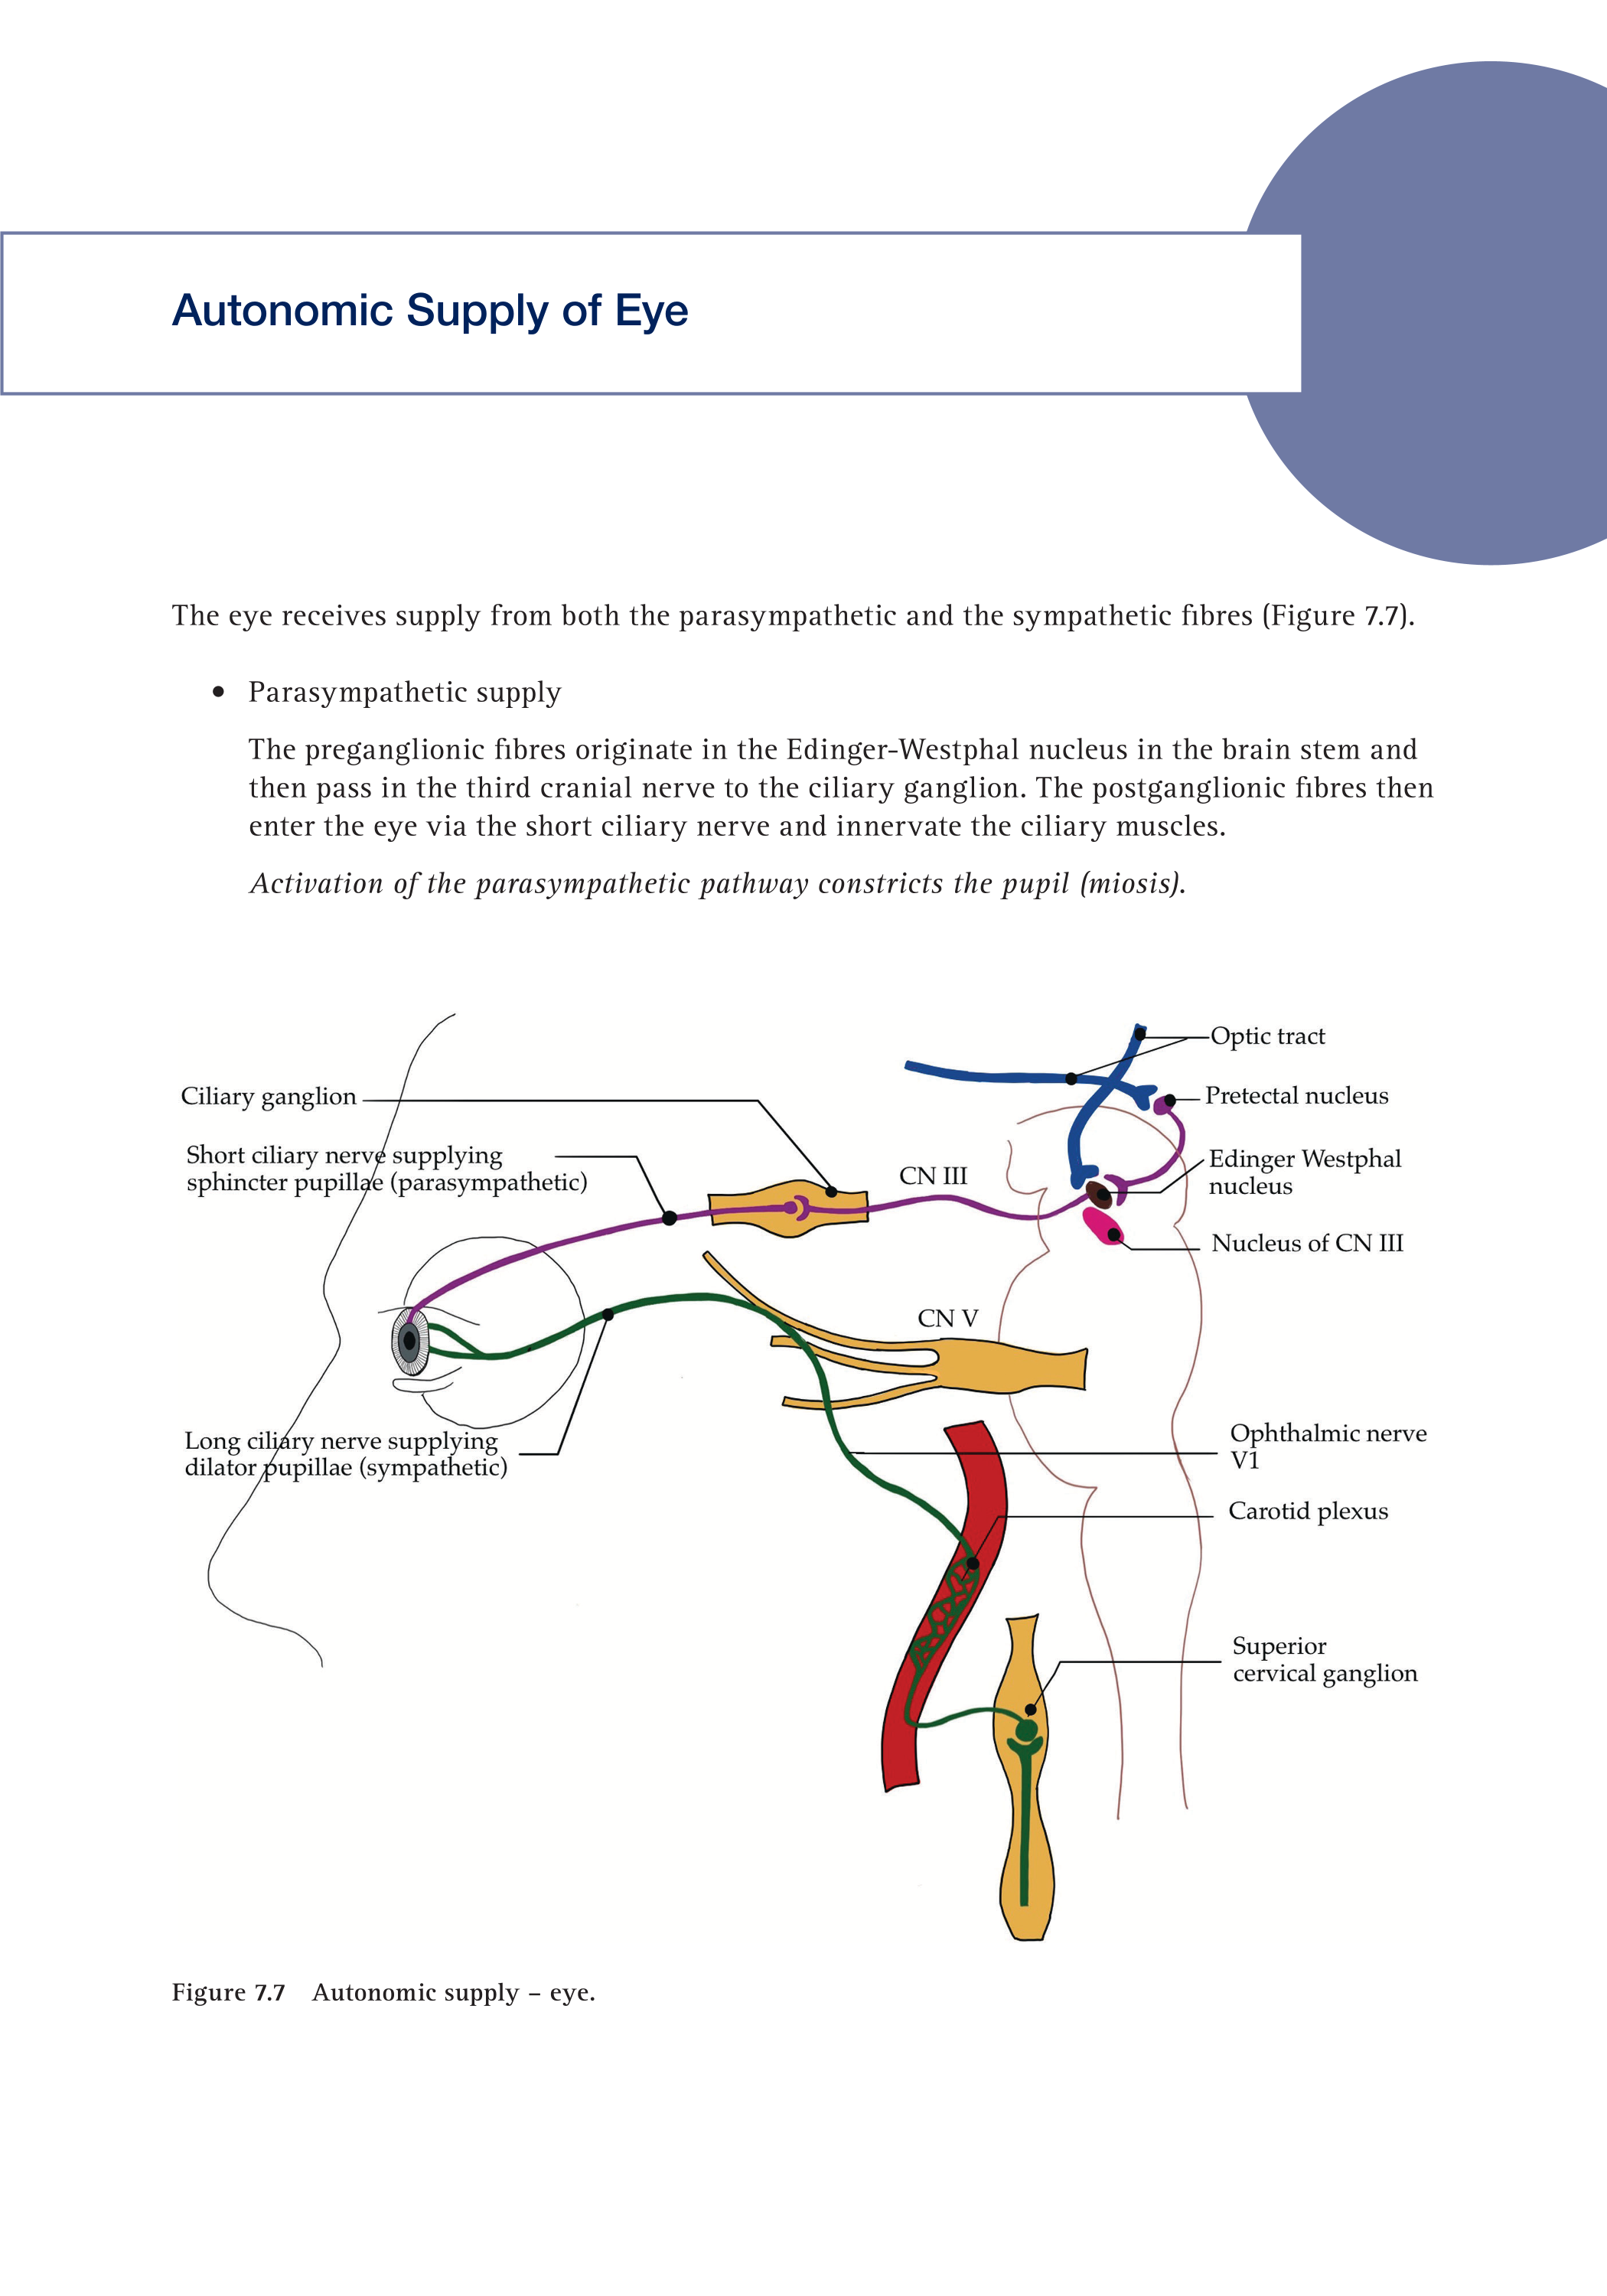 Autonomic Supply of Eye
The eye receives supply from both the parasympathetic and the sympathetic fibres (Figure 7.7).
• Parasympathetic supply
The preganglionic fibres originate in the Edinger-Westphal nucleus in the brain stem and
then pass in the third cranial nerve to the ciliary ganglion. The postganglionic fibres then
enter the eye via the short ciliary nerve and innervate the ciliary muscles.
Activation of the parasympathetic pathway constricts the pupil (miosis).
Optic tract
Ciliary ganglion
Pretectal nucleus
Short ciliary nerve supplying
sphincter pupillae (parasympathetic)
CN III
Edinger Westphal
nucleus
Nucleus of CN III
CN V
Long ciliary nerve supplying
dilator pupillae (sympathetic)
Ophthalmic nerve
V1
Carotid plexus
Superior
cervical ganglion
Figure 7.7 Autonomic supply – eye.